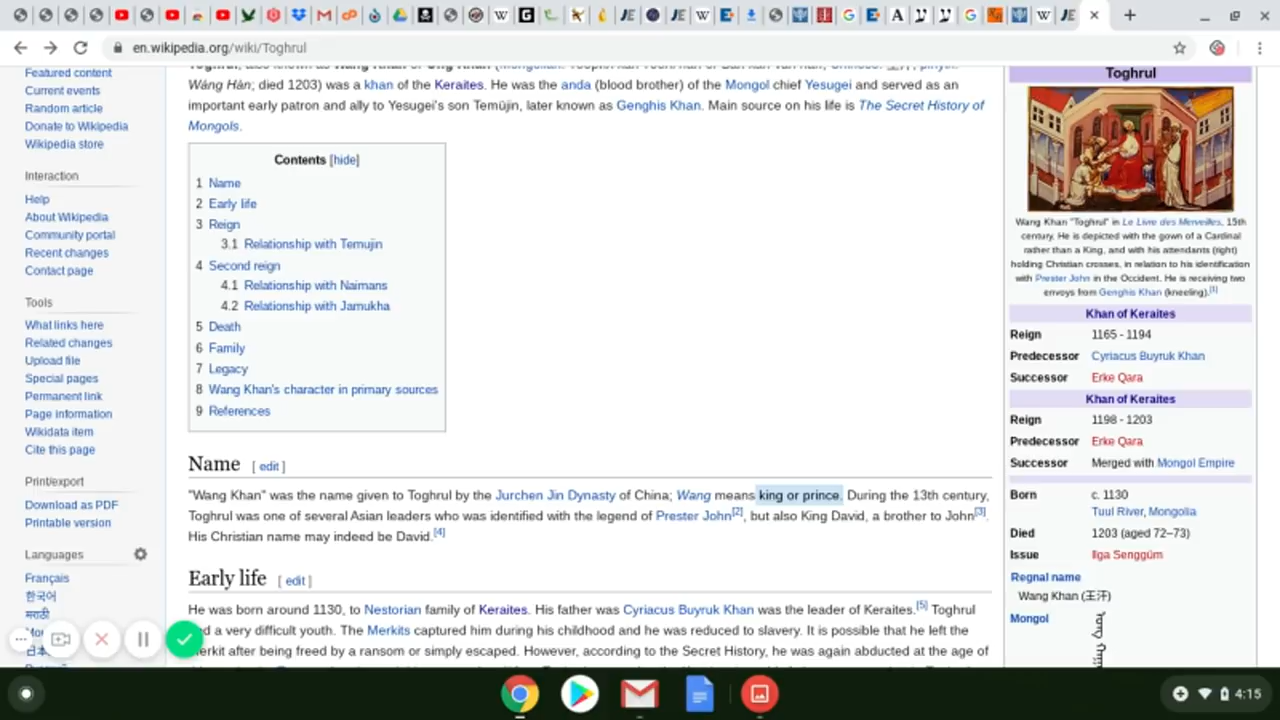 en.wikipedia.org/wiki/Toghrul
Featured content
Current events
Random article
Donate to Wikipedia
Wikipedia store
Interaction
Help
About Wikipedia
Community portal
Recent changes
Contact page
Tools
What links here
Related changes
Upload file
Special pages
Permanent link
Page information
Wikidata item
Cite this page
Print/export
Download as PDF
Printable version
Languages
Français
한국어
मराठी
Wáng Hàn; died 1203) was a khan of the Keraites. He was the anda (blood brother) of the Mongol chief Yesugei and served as an
important early patron and ally to Yesugei's son Temüjin, later known as Genghis Khan. Main source on his life is The Secret History of
Mongols.
Contents [hide]
1 Name
2 Early life
3 Reign
3.1 Relationship with Temujin
4 Second reign
4.1 Relationship with Naimans
4.2 Relationship with Jamukha
5 Death
6 Family
7 Legacy
8 Wang Khan's character in primary sources
9 References
Name [ edit ]
"Wang Khan" was the name given to Toghrul by the Jurchen Jin Dynasty of China; Wang means king or prince. During the 13th century,
Toghrul was one of several Asian leaders who was identified with the legend of Prester John[2], but also King David, a brother to John[3].
His Christian name may indeed be David.[4]
Early life [ edit ]
He was born around 1130, to Nestorian family of Keraites. His father was Cyriacus Buyruk Khan was the leader of Keraites.[5] Toghrul
a very difficult youth. The Merkits captured him during his childhood and he was reduced to slavery. It is possible that he left the
after being freed by a ransom or simply escaped. However, according to the Secret History, he was again abducted at the age of
Toghrul
Wang Khan "Toghrul" in Le Livre des Merveilles, 15th
century. He is depicted with the gown of a Cardinal
rather than a King, and with his attendants (right)
holding Christian crosses, in relation to his identification
with Prester John in the Occident. He is receiving two
envoys from Genghis Khan (kneeling).[1]
Khan of Keraites
Reign 1165 - 1194
Predecessor Cyriacus Buyruk Khan
Successor Erke Qara
Khan of Keraites
Reign 1198 - 1203
Predecessor Erke Qara
Successor Merged with Mongol Empire
Born c. 1130
Tuul River, Mongolia
Died 1203 (aged 72–73)
Issue Ilga Senggüm
Regnal name
Wang Khan (王汗)
Mongol
4:15